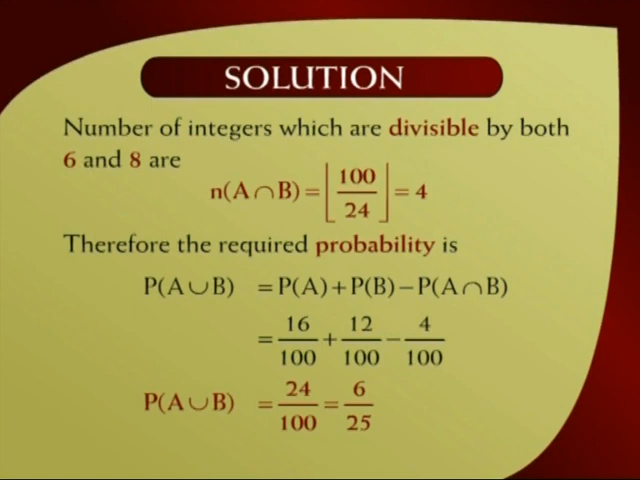 SOLUTION
Number of integers which are divisible by both
6 and 8 are
n(A∩B) = ⌊100/24⌋ = 4
Therefore the required probability is
P(A∪B) = P(A)+P(B)−P(A∩B)
= 16/100 + 12/100 − 4/100
P(A∪B) = 24/100 = 6/25